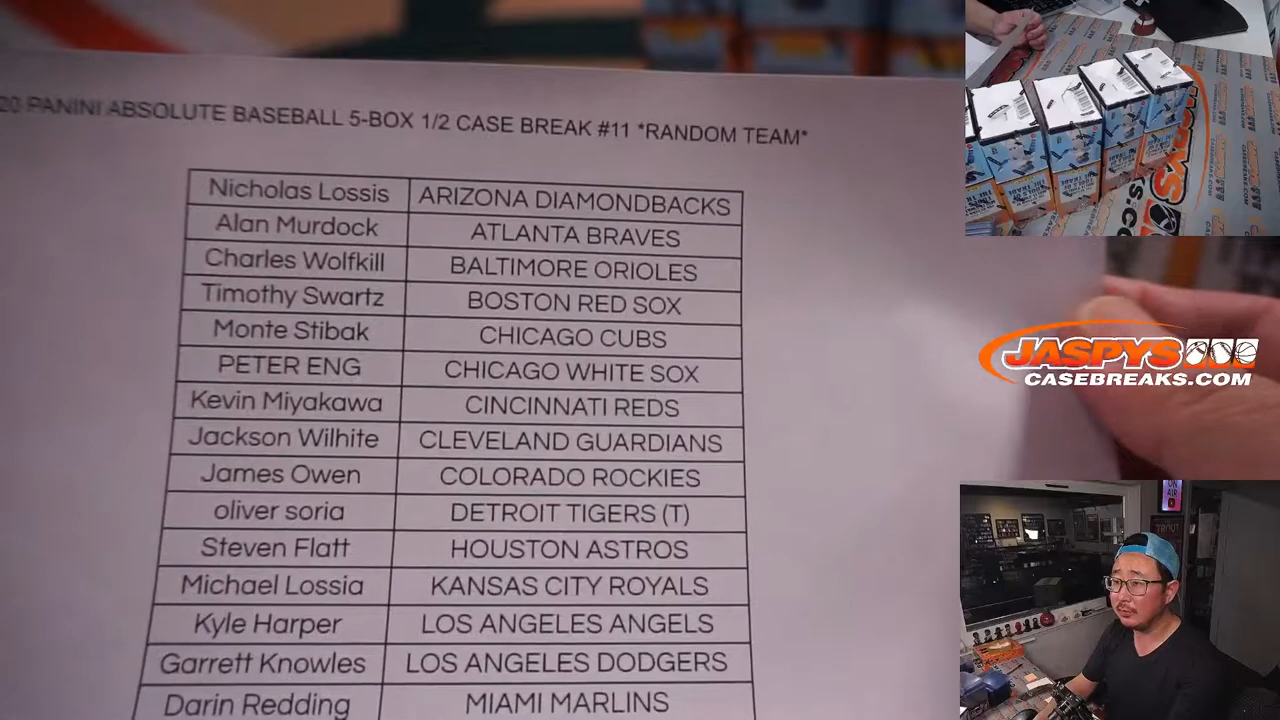 20 PANINI ABSOLUTE BASEBALL 5-BOX 1/2 CASE BREAK #11 *RANDOM TEAM*
Nicholas Lossis ARIZONA DIAMONDBACKS
Alan Murdock ATLANTA BRAVES
Charles Wolfkill BALTIMORE ORIOLES
Timothy Swartz BOSTON RED SOX
Monte Stibak CHICAGO CUBS
PETER ENG CHICAGO WHITE SOX
Kevin Miyakawa CINCINNATI REDS
Jackson Wilhite CLEVELAND GUARDIANS
James Owen COLORADO ROCKIES
oliver soria DETROIT TIGERS (T)
Steven Flatt HOUSTON ASTROS
Michael Lossia KANSAS CITY ROYALS
Kyle Harper LOS ANGELES ANGELS
Garrett Knowles LOS ANGELES DODGERS
Darin Redding MIAMI MARLINS
JASPYS
CASEBREAKS.COM
ON
AIR